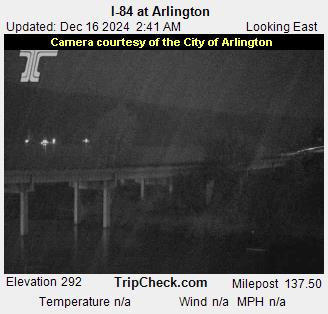 I-84 at Arlington
Updated: Dec 16 2024 2:41 AM Looking East
Camera courtesy of the City of Arlington
Elevation 292 TripCheck.com Milepost 137.50
Temperature n/a Wind n/a MPH n/a